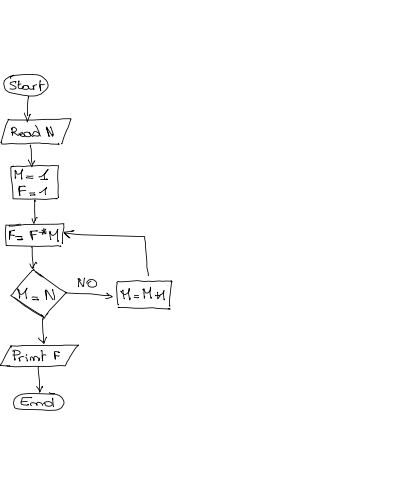 Start
Read N
M = 1
F = 1
F = F * M
M = N
NO
M = M + 1
Print F
End